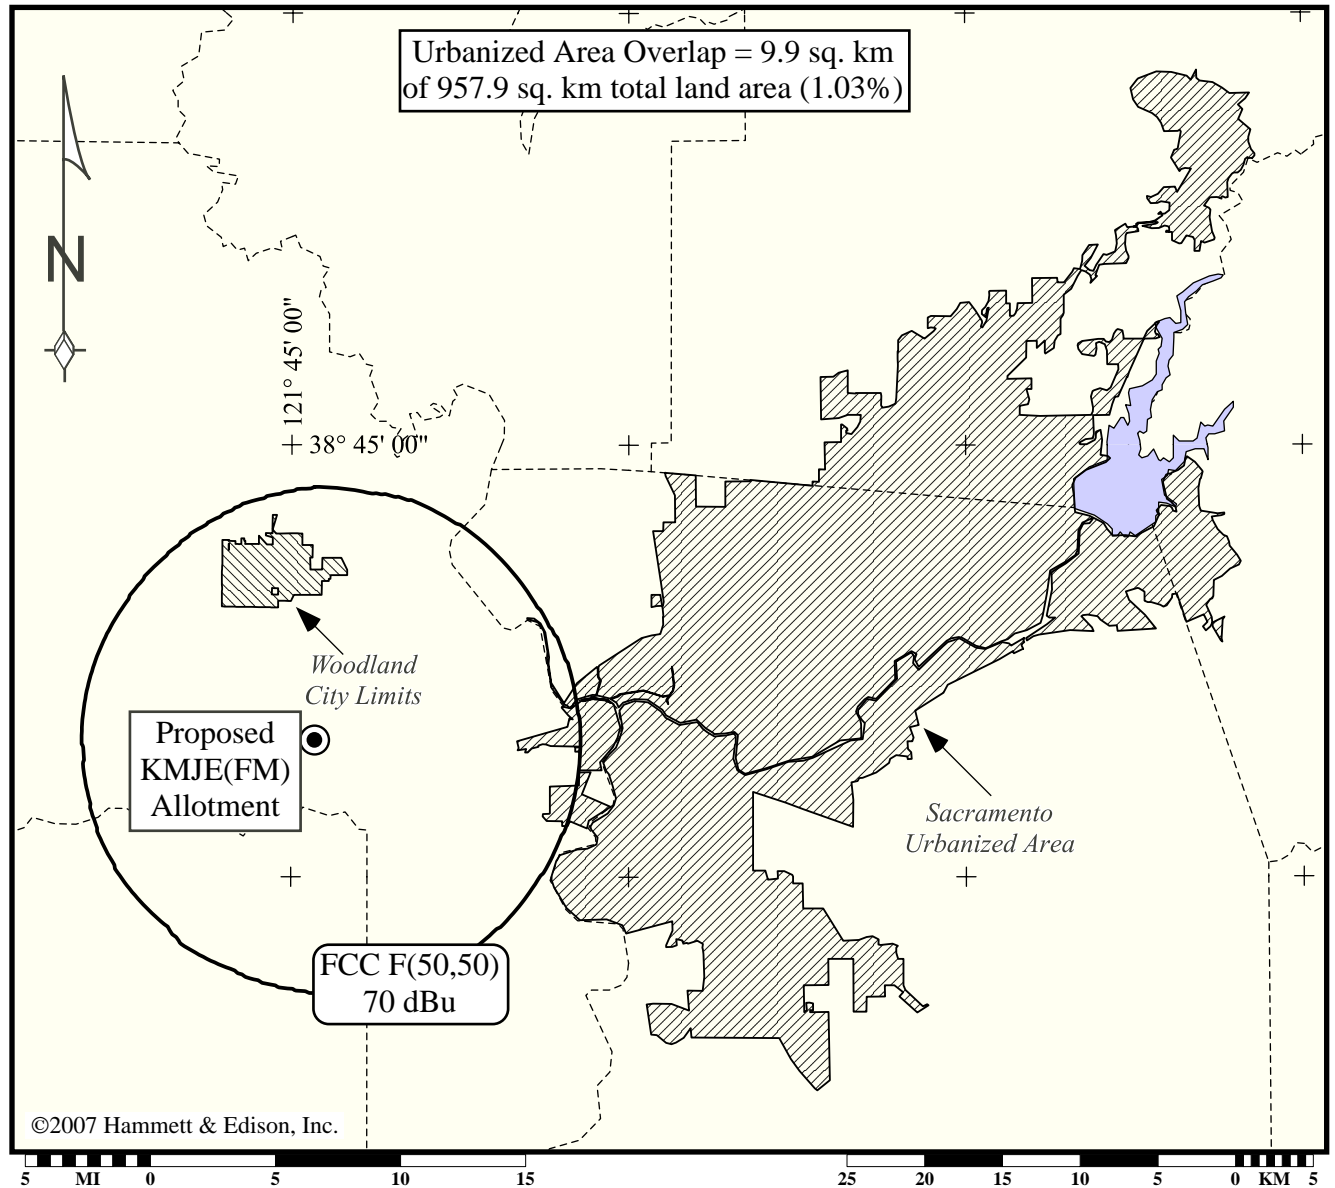 Urbanized Area Overlap = 9.9 sq. km
of 957.9 sq. km total land area (1.03%)
N
121° 45' 00"
38° 45' 00"
Woodland
City Limits
Proposed
KMJE(FM)
Allotment
Sacramento
Urbanized Area
FCC F(50,50)
70 dBu
©2007 Hammett & Edison, Inc.
5 MI 0 5 10 15 25 20 15 10 5 0 KM 5